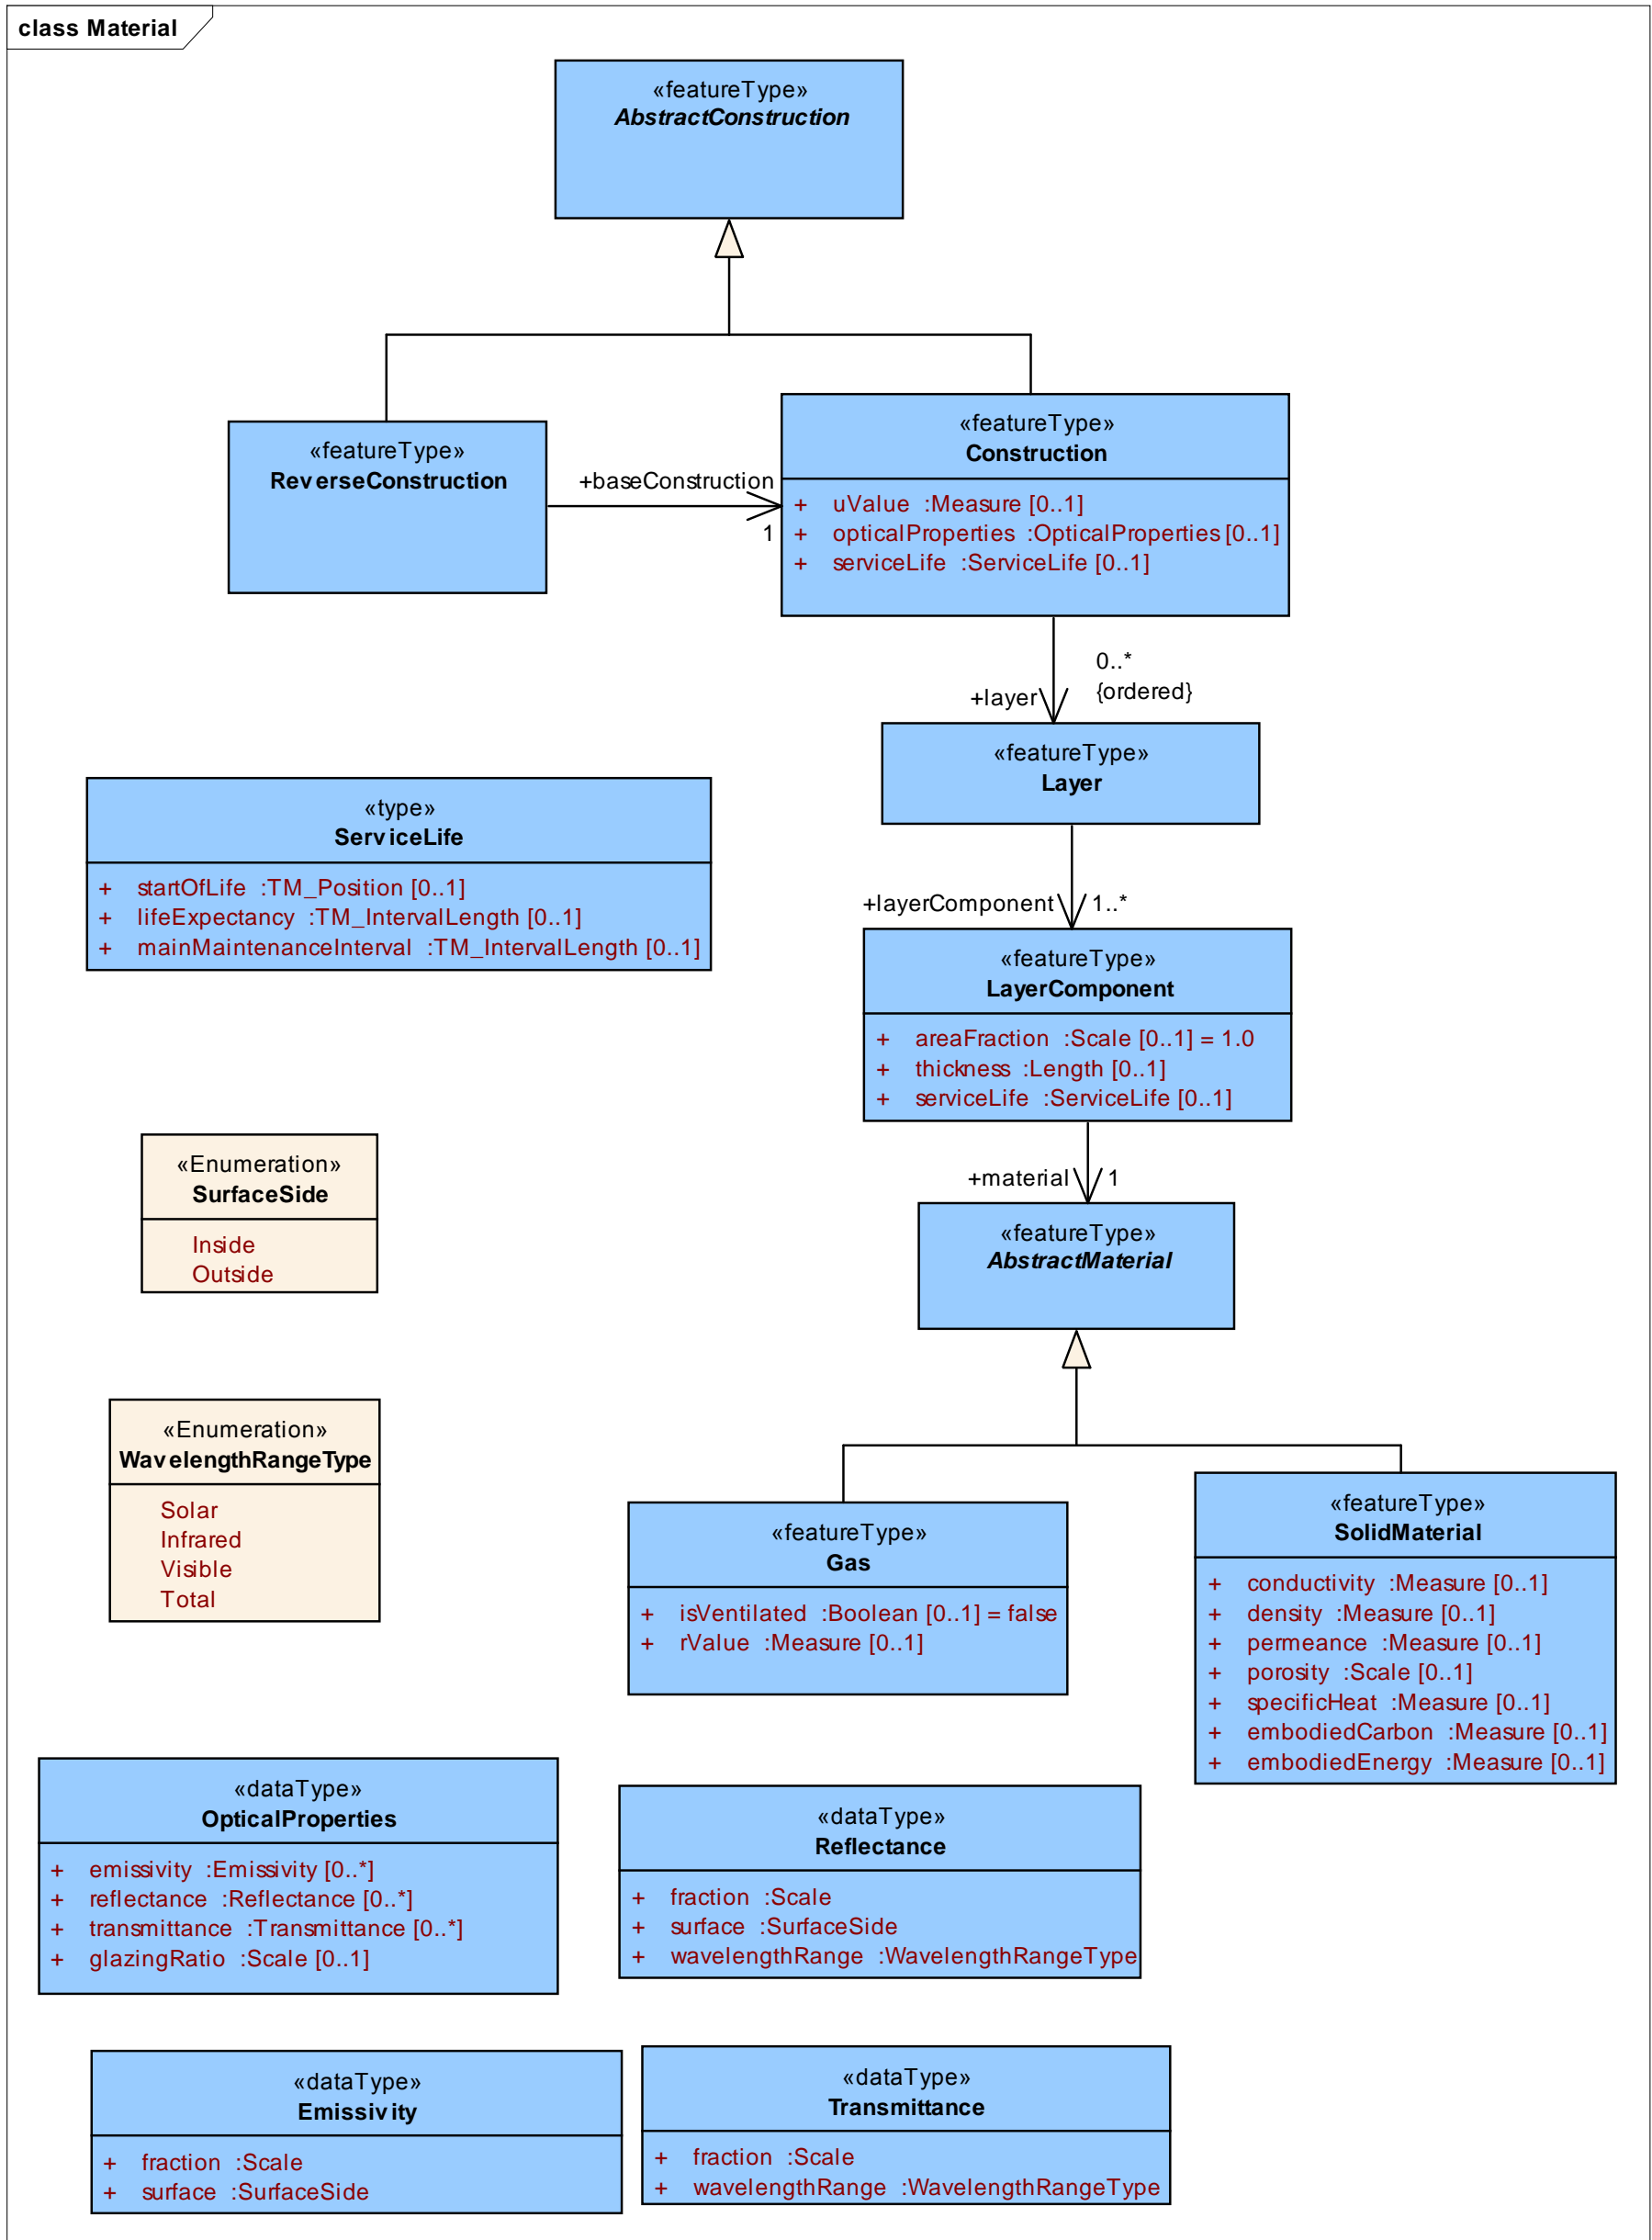 class Material
«featureType»
AbstractConstruction
«featureType»
ReverseConstruction
+baseConstruction
1
«featureType»
Construction
+ uValue :Measure [0..1]
+ opticalProperties :OpticalProperties [0..1]
+ serviceLife :ServiceLife [0..1]
0..*
{ordered}
+layer
«featureType»
Layer
«type»
ServiceLife
+ startOfLife :TM_Position [0..1]
+ lifeExpectancy :TM_IntervalLength [0..1]
+ mainMaintenanceInterval :TM_IntervalLength [0..1]
+layerComponent 1..*
«featureType»
LayerComponent
+ areaFraction :Scale [0..1] = 1.0
+ thickness :Length [0..1]
+ serviceLife :ServiceLife [0..1]
«Enumeration»
SurfaceSide
Inside
Outside
+material 1
«featureType»
AbstractMaterial
«Enumeration»
WavelengthRangeType
Solar
Infrared
Visible
Total
«featureType»
Gas
+ isVentilated :Boolean [0..1] = false
+ rValue :Measure [0..1]
«featureType»
SolidMaterial
+ conductivity :Measure [0..1]
+ density :Measure [0..1]
+ permeance :Measure [0..1]
+ porosity :Scale [0..1]
+ specificHeat :Measure [0..1]
+ embodiedCarbon :Measure [0..1]
+ embodiedEnergy :Measure [0..1]
«dataType»
OpticalProperties
+ emissivity :Emissivity [0..*]
+ reflectance :Reflectance [0..*]
+ transmittance :Transmittance [0..*]
+ glazingRatio :Scale [0..1]
«dataType»
Reflectance
+ fraction :Scale
+ surface :SurfaceSide
+ wavelengthRange :WavelengthRangeType
«dataType»
Emissivity
+ fraction :Scale
+ surface :SurfaceSide
«dataType»
Transmittance
+ fraction :Scale
+ wavelengthRange :WavelengthRangeType